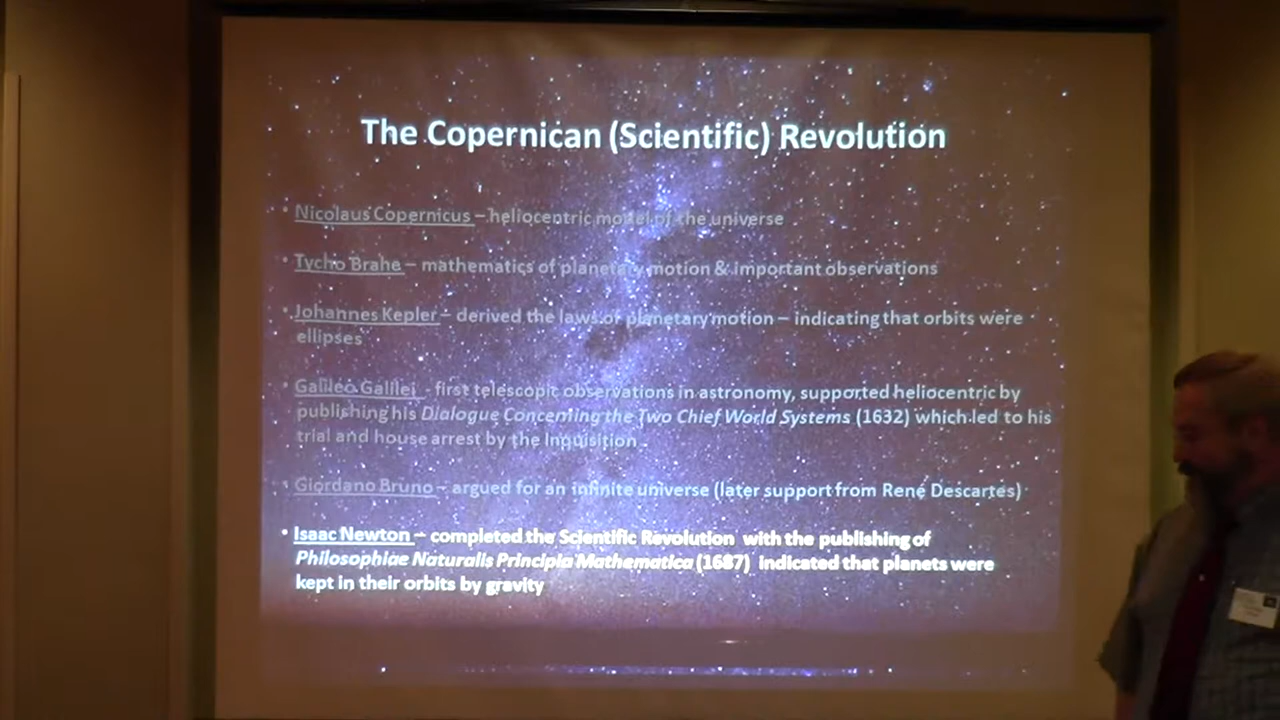 The Copernican (Scientific) Revolution
• Nicolaus Copernicus – heliocentric model of the universe
• Tycho Brahe – mathematics of planetary motion & important observations
• Johannes Kepler – derived the laws of planetary motion – indicating that orbits were
ellipses
• Galileo Galilei - first telescopic observations in astronomy, supported heliocentric by
publishing his Dialogue Concerning the Two Chief World Systems (1632) which led to his
trial and house arrest by the Inquisition
• Giordano Bruno – argued for an infinite universe (later support from René Descartes)
• Isaac Newton – completed the Scientific Revolution with the publishing of
Philosophiae Naturalis Principia Mathematica (1687) indicated that planets were
kept in their orbits by gravity